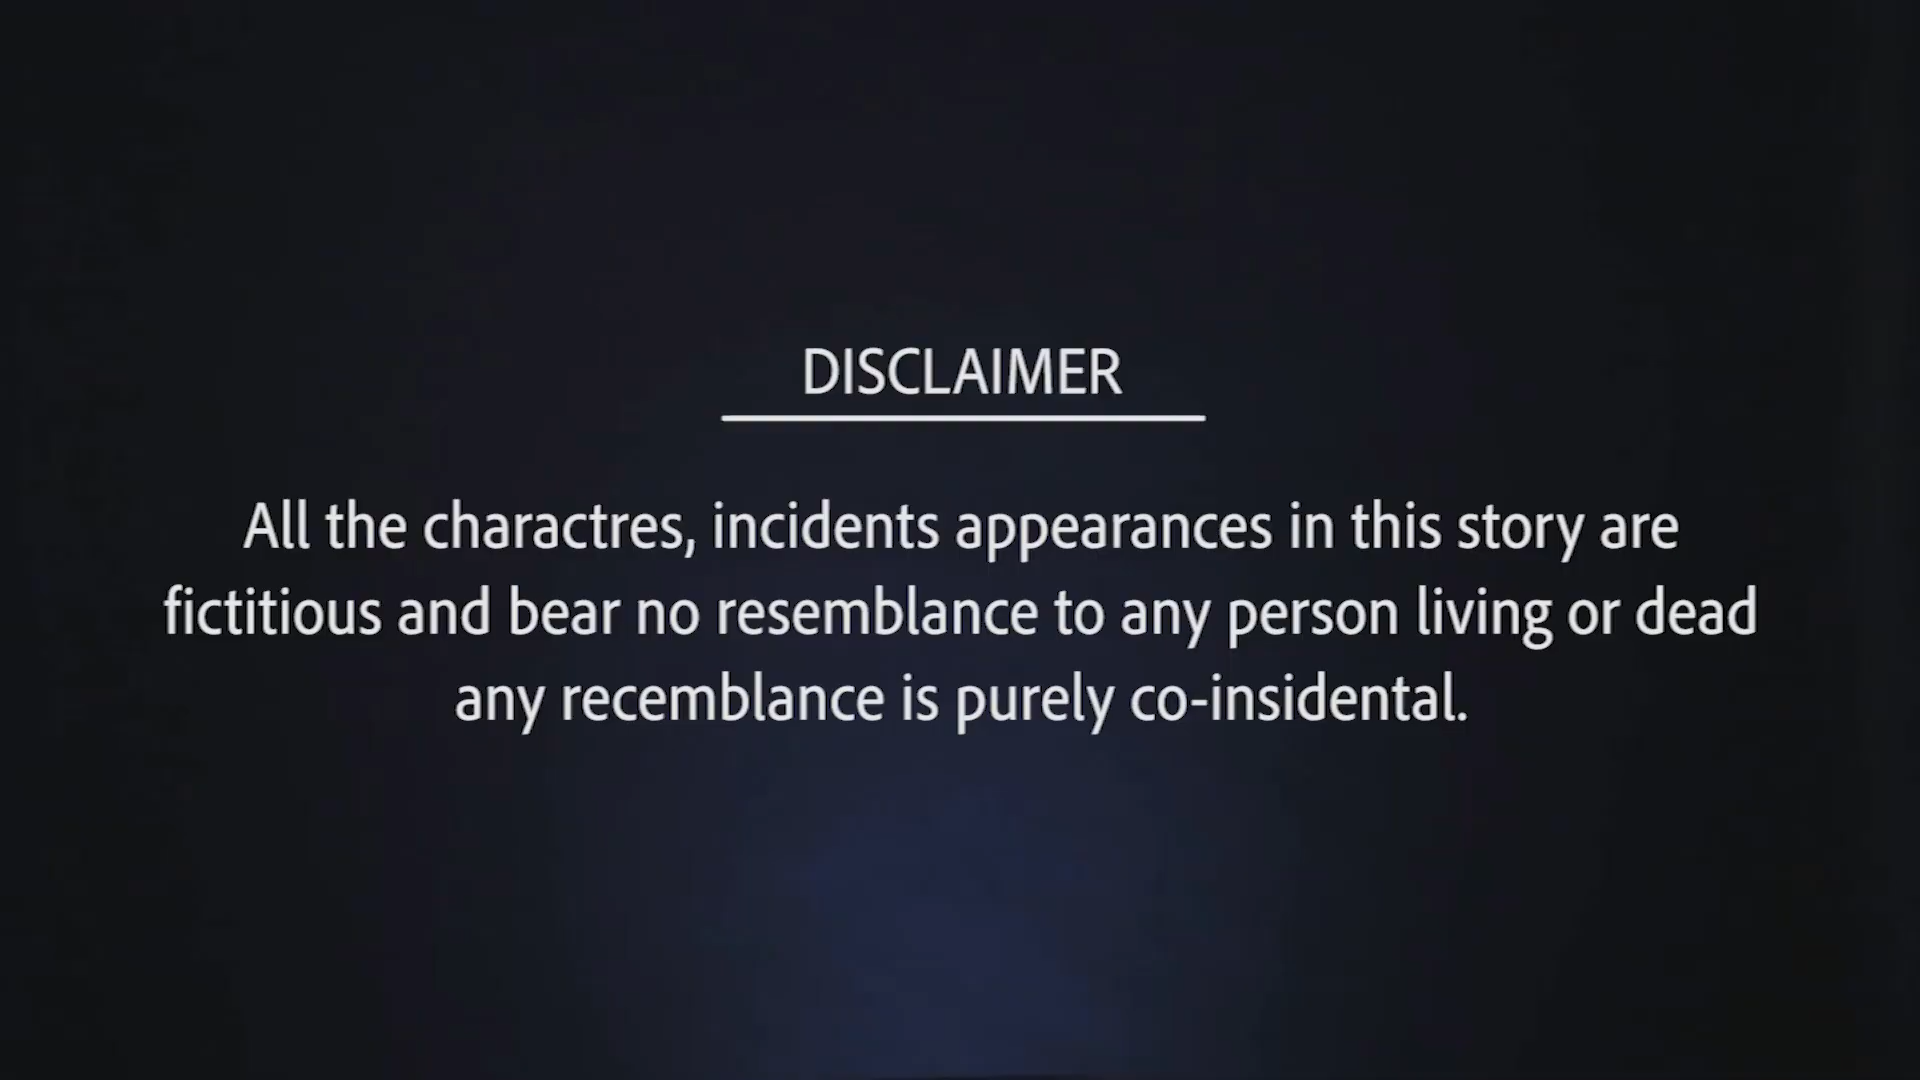 DISCLAIMER
All the charactres, incidents appearances in this story are
fictitious and bear no resemblance to any person living or dead
any recemblance is purely co-insidental.